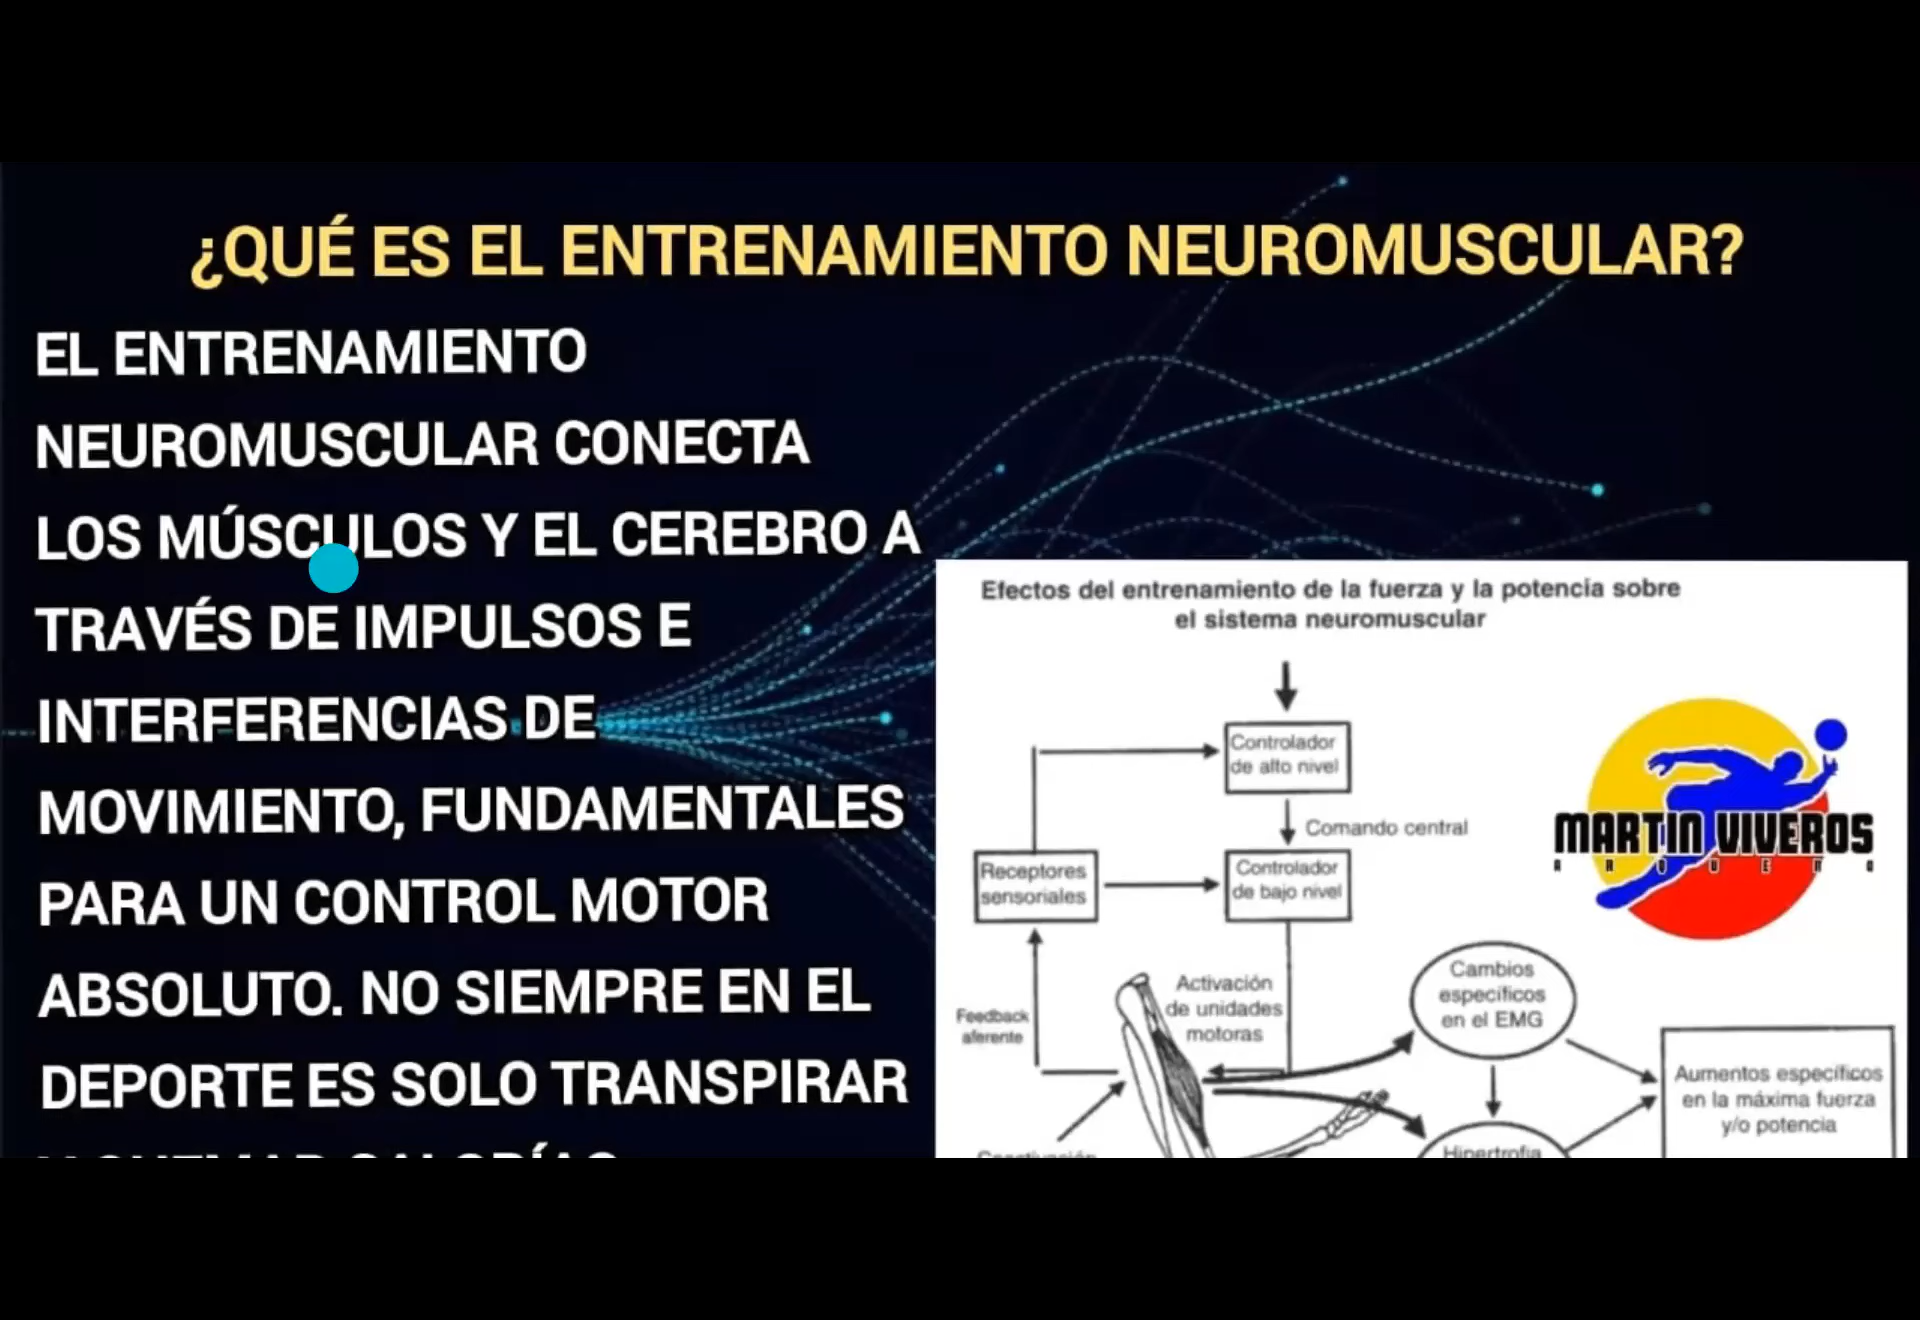 ¿QUÉ ES EL ENTRENAMIENTO NEUROMUSCULAR?
EL ENTRENAMIENTO
NEUROMUSCULAR CONECTA
LOS MÚSCULOS Y EL CEREBRO A
TRAVÉS DE IMPULSOS E
INTERFERENCIAS DE
MOVIMIENTO, FUNDAMENTALES
PARA UN CONTROL MOTOR
ABSOLUTO. NO SIEMPRE EN EL
DEPORTE ES SOLO TRANSPIRAR
Efectos del entrenamiento de la fuerza y la potencia sobre
el sistema neuromuscular
Controlador
de alto nivel
Comando central
Receptores
sensoriales
Controlador
de bajo nivel
MARTIN VIVEROS
ARQUERO
Activación
de unidades
motoras
Feedback
aferente
Cambios
específicos
en el EMG
Aumentos específicos
en la máxima fuerza
y/o potencia
Hipertrofia